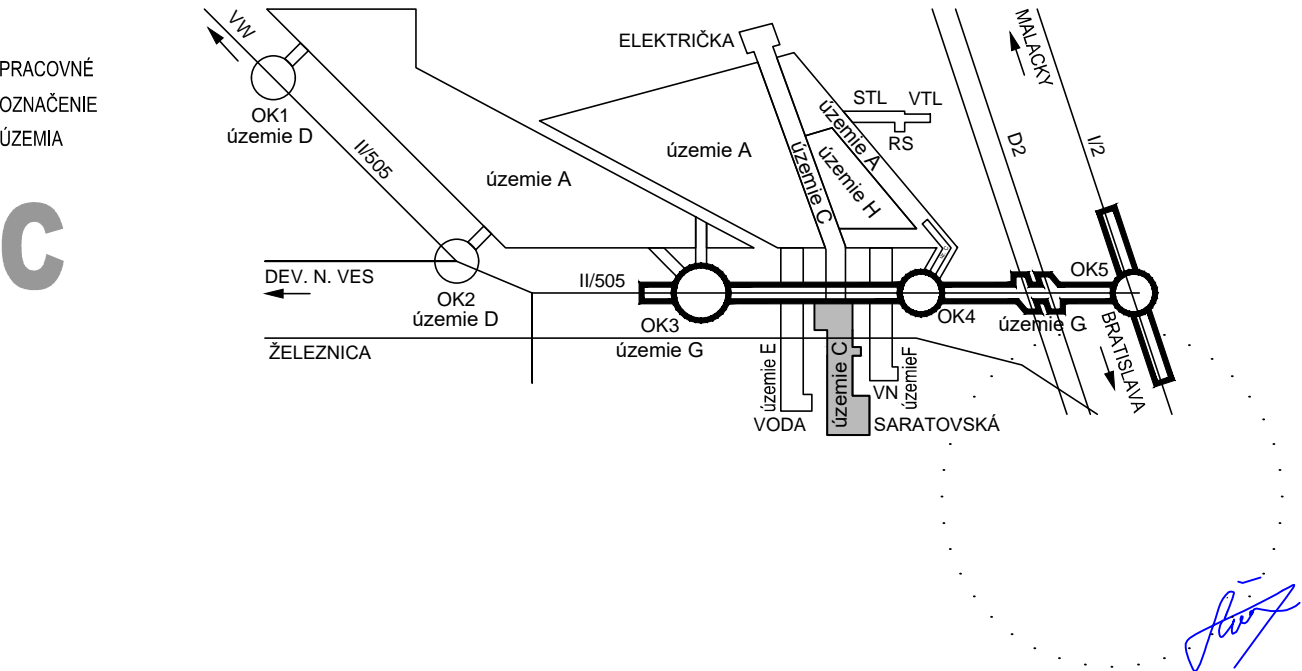 PRACOVNÉ
OZNAČENIE
ÚZEMIA
C
VW
OK1
územie D
II/505
územie A
ELEKTRIČKA
územie A
územie C
územie A
územie H
STL VTL
RS
MALACKY
D2
I/2
DEV. N. VES
OK2
územie D
II/505
OK3
územie G
OK4
OK5
územie G
BRATISLAVA
ŽELEZNICA
územie E
VODA
územie C
VN
územieF
SARATOVSKÁ